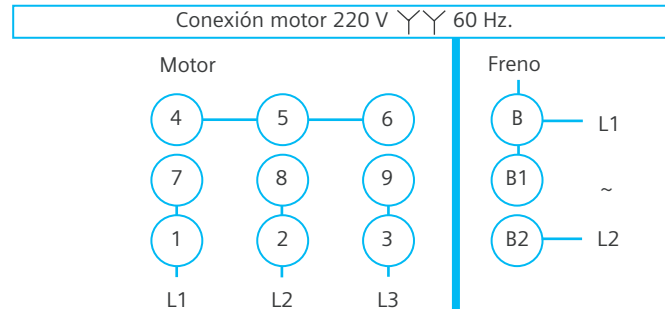 Conexión motor 220 V YY 60 Hz.
Motor Freno
4 5 6 B L1
7 8 9 B1 ~
1 2 3 B2 L2
L1 L2 L3